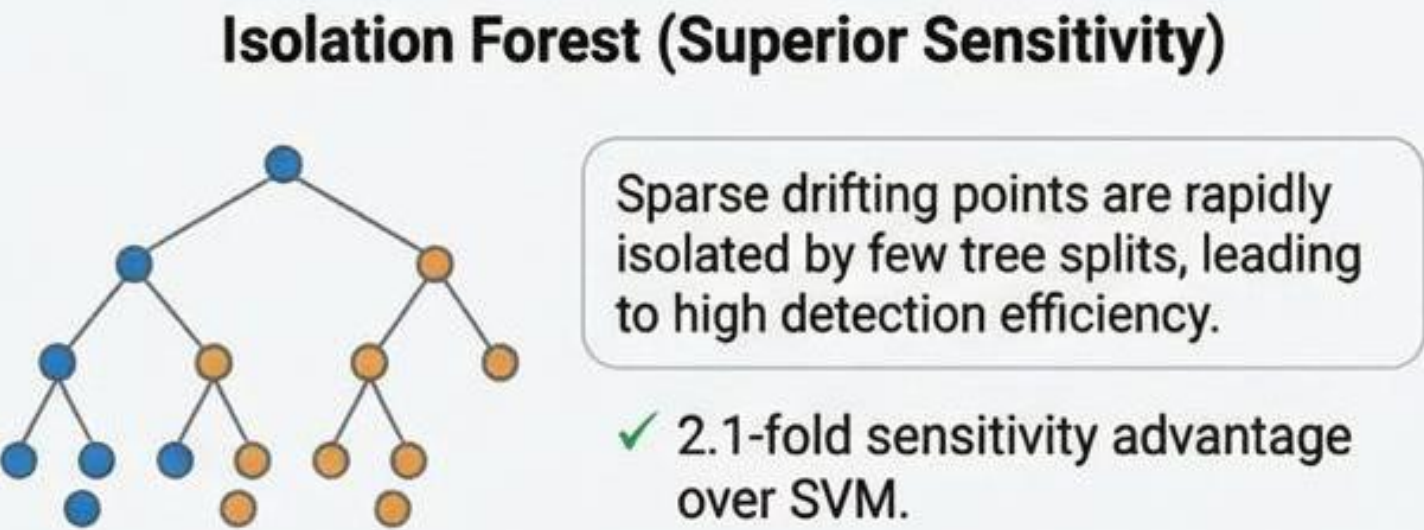 Isolation Forest (Superior Sensitivity)
Sparse drifting points are rapidly
isolated by few tree splits, leading
to high detection efficiency.
✓ 2.1-fold sensitivity advantage
over SVM.